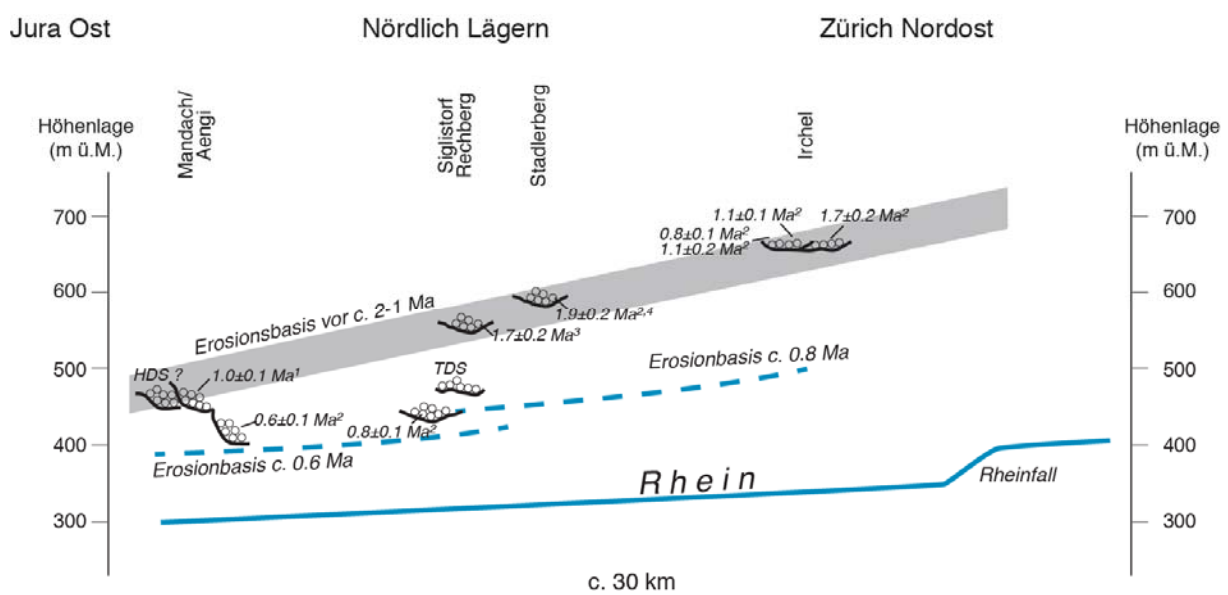 Jura Ost
Nördlich Lägern
Zürich Nordost
Höhenlage
(m ü.M.)
Mandach/
Aengi
Siglistorf
Rechberg
Stadlerberg
Irchel
Höhenlage
(m ü.M.)
700
600
500
400
300
700
600
500
400
300
1.1±0.1 Ma²
1.7±0.2 Ma²
0.8±0.1 Ma²
1.1±0.2 Ma²
Erosionsbasis vor c. 2-1 Ma
1.9±0.2 Ma²,⁴
1.7±0.2 Ma³
HDS ?
1.0±0.1 Ma¹
TDS
Erosionbasis c. 0.8 Ma
0.6±0.1 Ma²
0.8±0.1 Ma²
Erosionbasis c. 0.6 Ma
Rhein
Rheinfall
c. 30 km